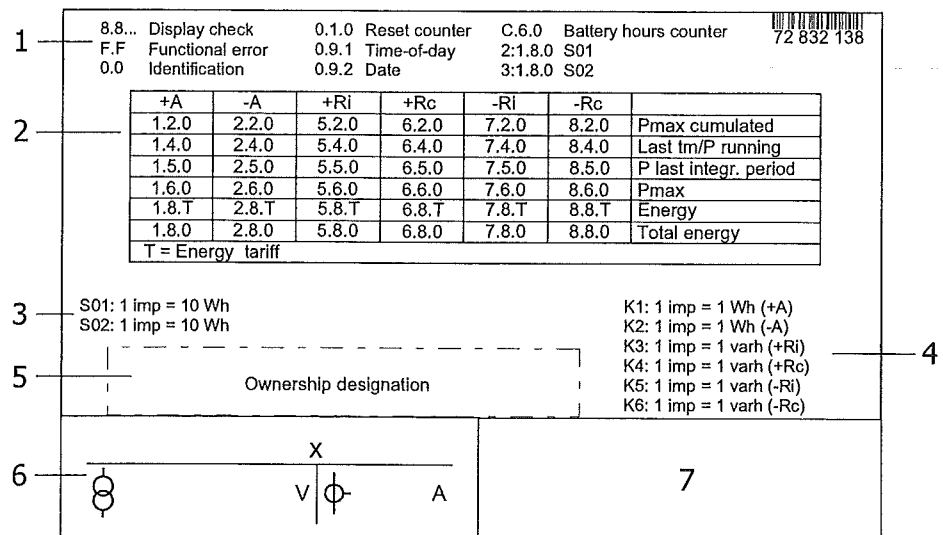 8.8... Display check 0.1.0 Reset counter C.6.0 Battery hours counter
72 832 138
1 F.F Functional error 0.9.1 Time-of-day 2:1.8.0 S01
0.0 Identification 0.9.2 Date 3:1.8.0 S02
+A -A +Ri +Rc -Ri -Rc
2 1.2.0 2.2.0 5.2.0 6.2.0 7.2.0 8.2.0 Pmax cumulated
1.4.0 2.4.0 5.4.0 6.4.0 7.4.0 8.4.0 Last tm/P running
1.5.0 2.5.0 5.5.0 6.5.0 7.5.0 8.5.0 P last integr. period
1.6.0 2.6.0 5.6.0 6.6.0 7.6.0 8.6.0 Pmax
1.8.T 2.8.T 5.8.T 6.8.T 7.8.T 8.8.T Energy
1.8.0 2.8.0 5.8.0 6.8.0 7.8.0 8.8.0 Total energy
T = Energy tariff
3 S01: 1 imp = 10 Wh
S02: 1 imp = 10 Wh
K1: 1 imp = 1 Wh (+A)
K2: 1 imp = 1 Wh (-A)
K3: 1 imp = 1 varh (+Ri)
K4: 1 imp = 1 varh (+Rc)
K5: 1 imp = 1 varh (-Ri)
K6: 1 imp = 1 varh (-Rc)
4
5 Ownership designation
6 X
V A
7